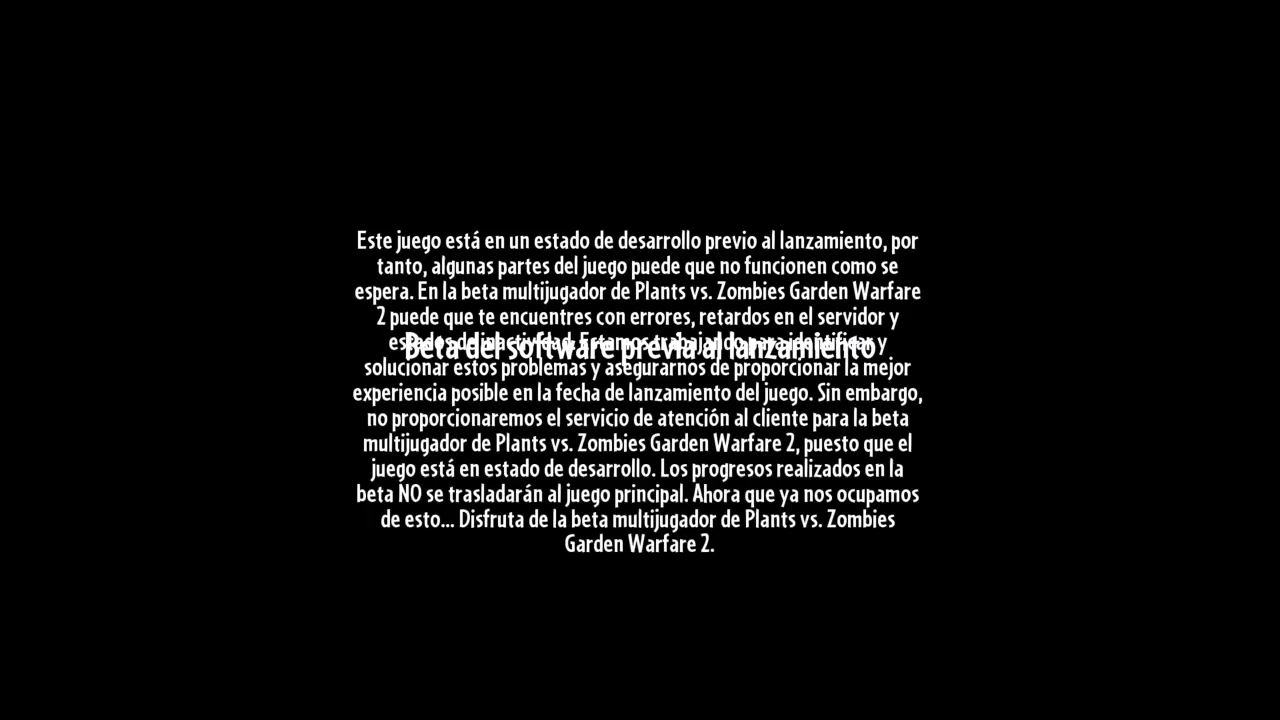 Este juego está en un estado de desarrollo previo al lanzamiento, por
tanto, algunas partes del juego puede que no funcionen como se
espera. En la beta multijugador de Plants vs. Zombies Garden Warfare
2 puede que te encuentres con errores, retardos en el servidor y
estados de inactividad. Estamos trabajando para identificar y
Beta del software previa al lanzamiento
solucionar estos problemas y asegurarnos de proporcionar la mejor
experiencia posible en la fecha de lanzamiento del juego. Sin embargo,
no proporcionaremos el servicio de atención al cliente para la beta
multijugador de Plants vs. Zombies Garden Warfare 2, puesto que el
juego está en estado de desarrollo. Los progresos realizados en la
beta NO se trasladarán al juego principal. Ahora que ya nos ocupamos
de esto... Disfruta de la beta multijugador de Plants vs. Zombies
Garden Warfare 2.